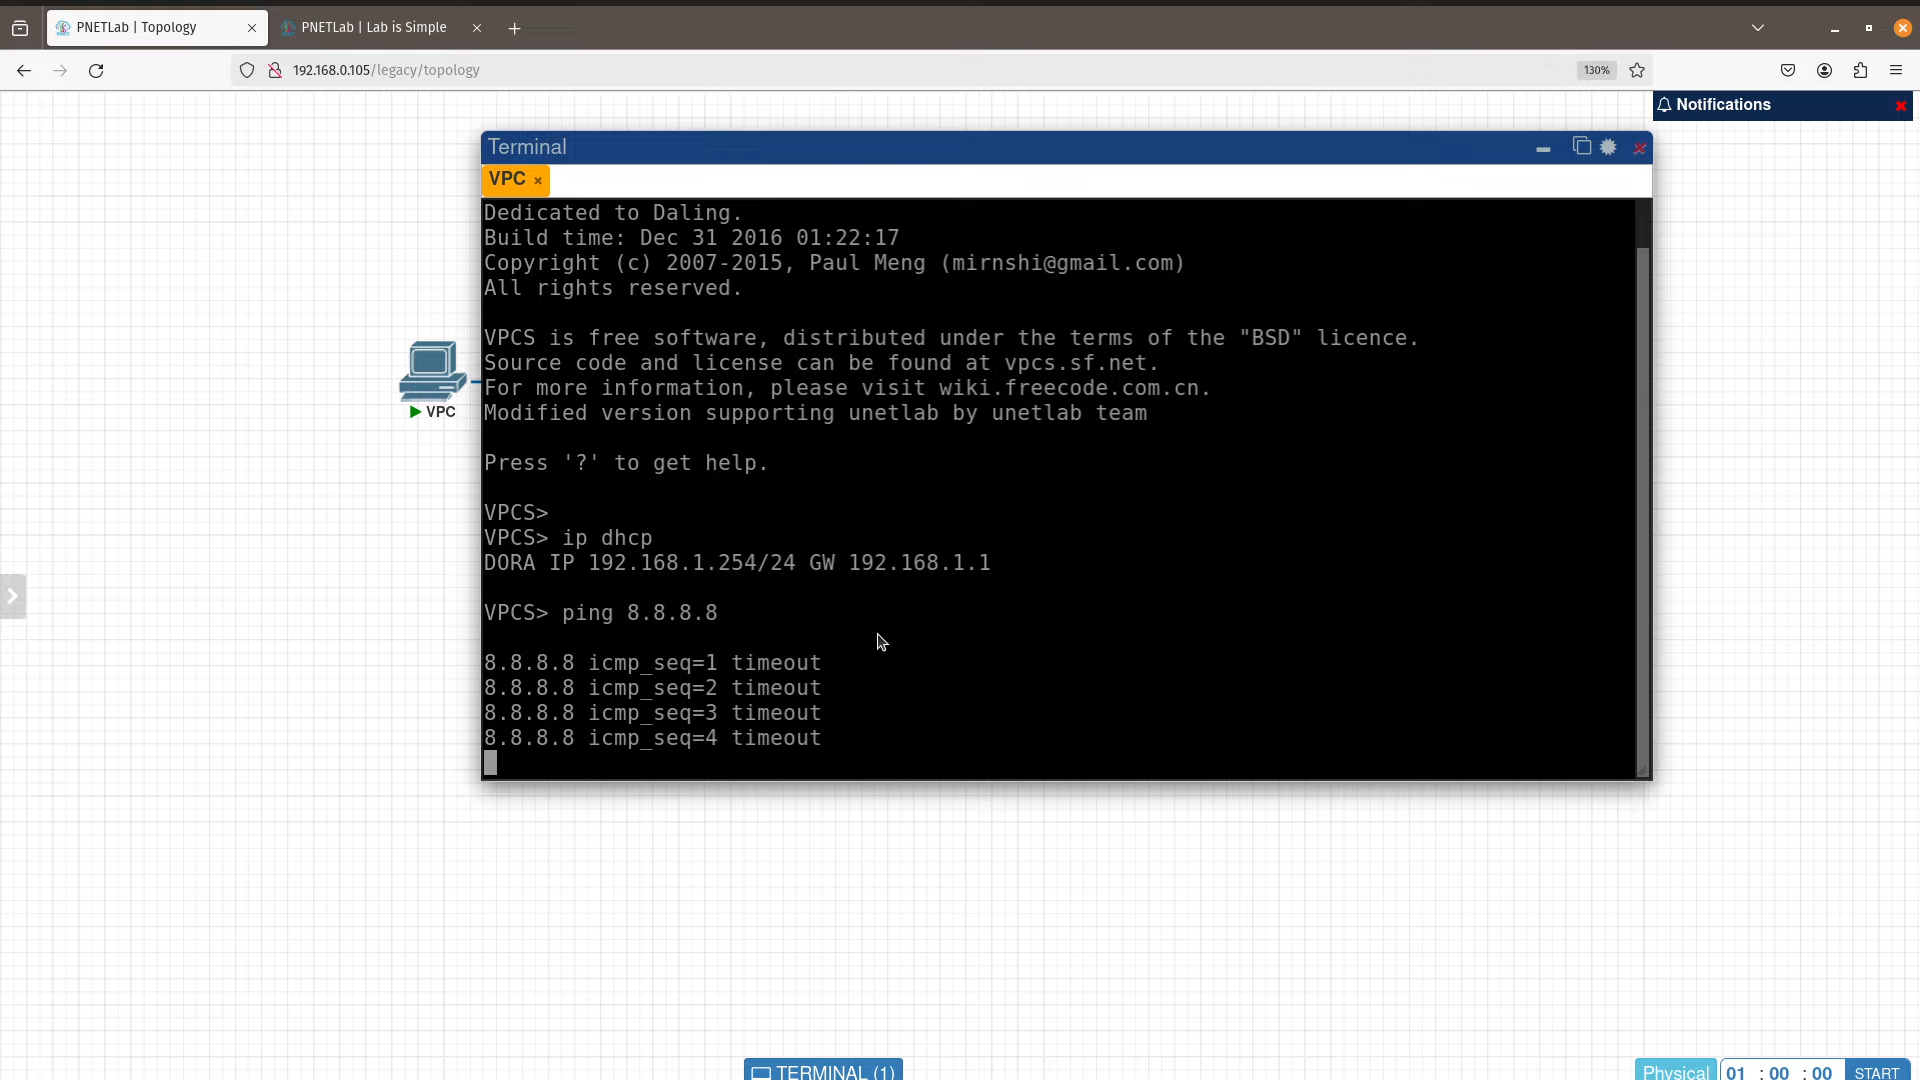 PNETLab | Topology
PNETLab | Lab is Simple
192.168.0.105/legacy/topology
130%
Notifications
Terminal
VPC
Dedicated to Daling.
Build time: Dec 31 2016 01:22:17
Copyright (c) 2007-2015, Paul Meng (mirnshi@gmail.com)
All rights reserved.
VPCS is free software, distributed under the terms of the "BSD" licence.
Source code and license can be found at vpcs.sf.net.
For more information, please visit wiki.freecode.com.cn.
Modified version supporting unetlab by unetlab team
Press '?' to get help.
VPCS>
VPCS> ip dhcp
DORA IP 192.168.1.254/24 GW 192.168.1.1
VPCS> ping 8.8.8.8
8.8.8.8 icmp_seq=1 timeout
8.8.8.8 icmp_seq=2 timeout
8.8.8.8 icmp_seq=3 timeout
8.8.8.8 icmp_seq=4 timeout
VPC
TERMINAL (1)
Physical
01 : 00 : 00
START